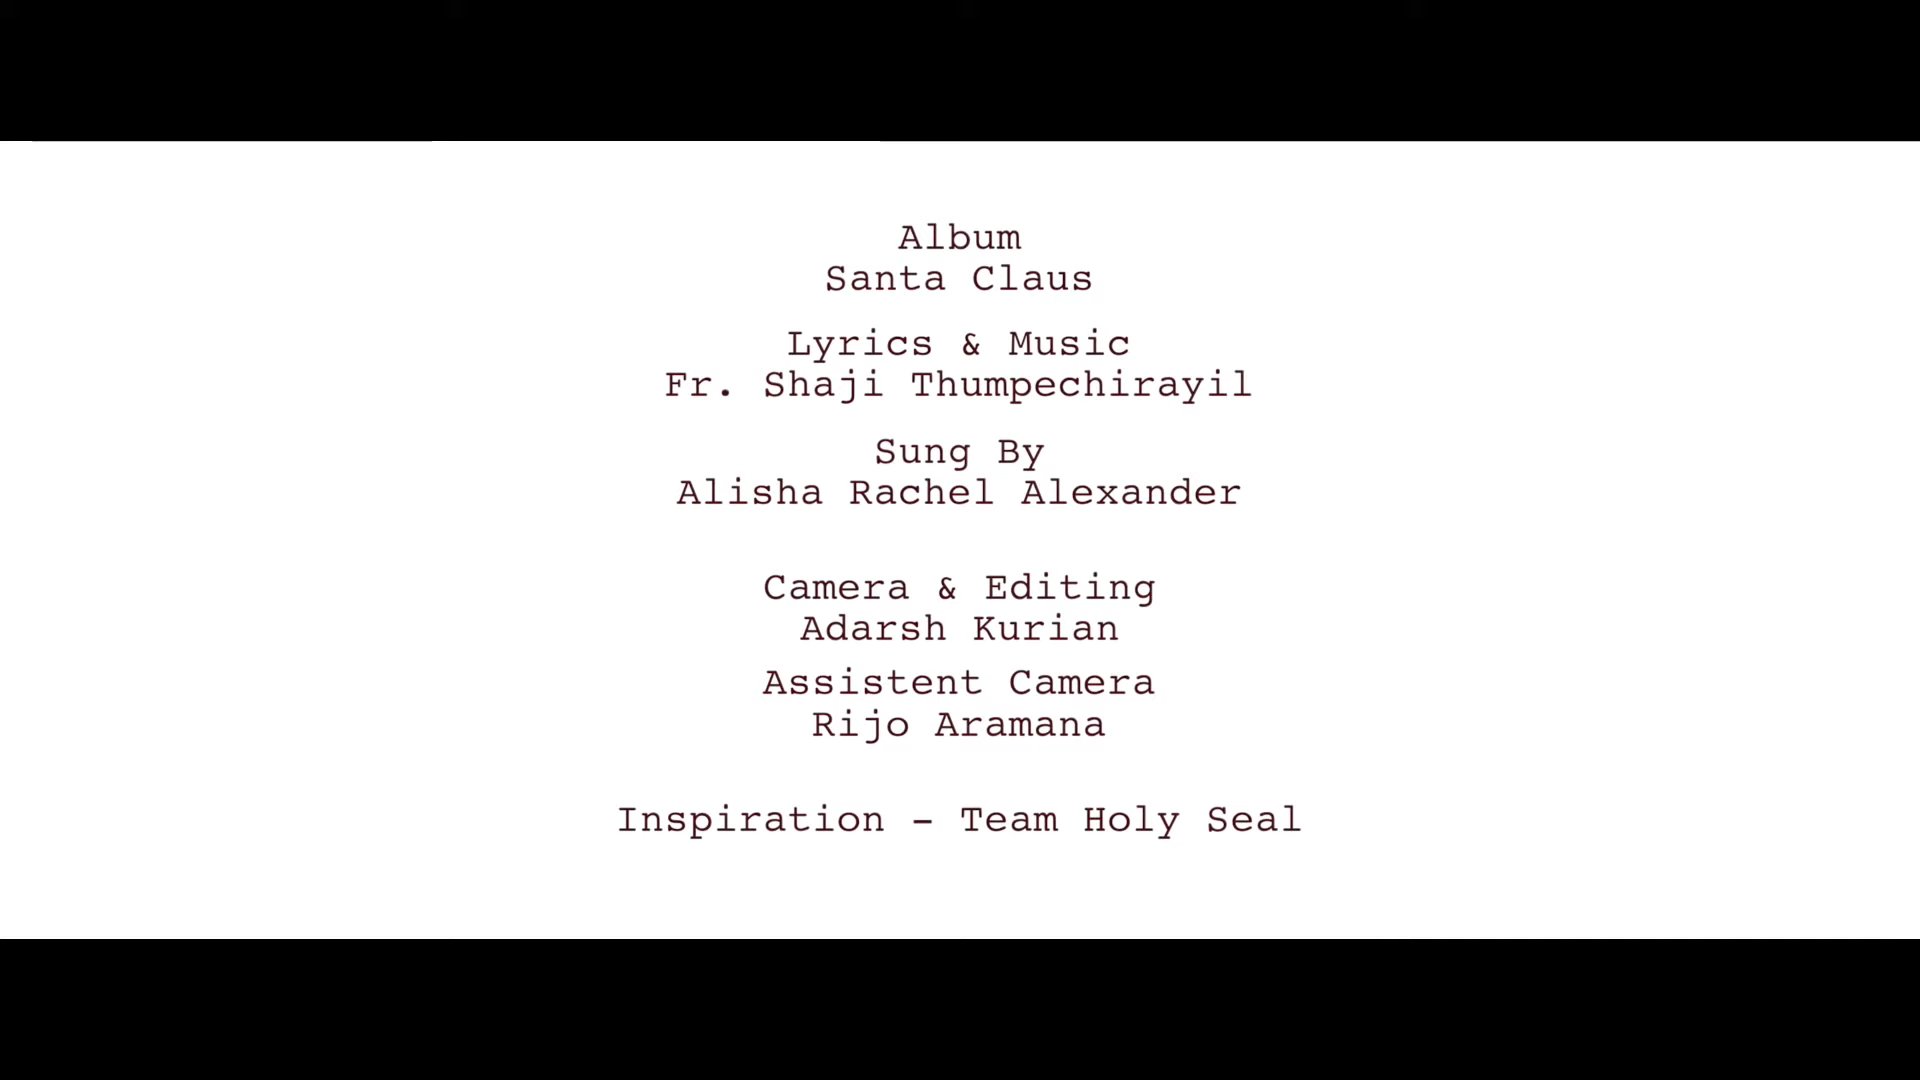 Album
Santa Claus
Lyrics & Music
Fr. Shaji Thumpechirayil
Sung By
Alisha Rachel Alexander
Camera & Editing
Adarsh Kurian
Assistent Camera
Rijo Aramana
Inspiration - Team Holy Seal